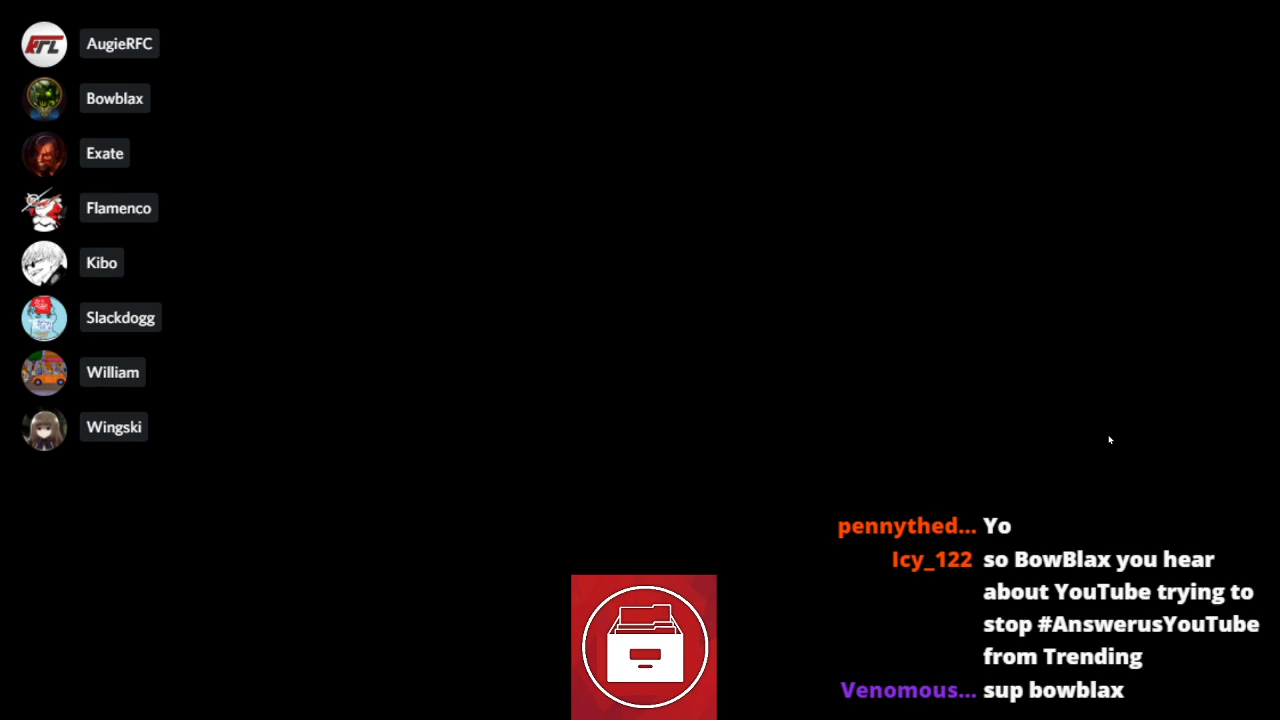 AugieRFC
Bowblax
Exate
Flamenco
Kibo
Slackdogg
William
Wingski
pennythed... Yo
Icy_122 so BowBlax you hear
about YouTube trying to
stop #AnswerusYouTube
from Trending
Venomous... sup bowblax